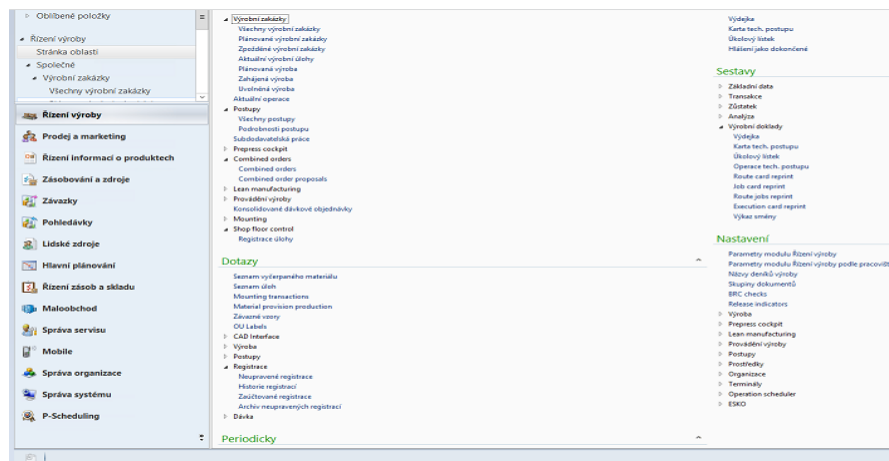 Oblíbené položky
Řízení výroby
Stránka oblasti
Společné
Výrobní zakázky
Všechny výrobní zakázky
Řízení výroby
Prodej a marketing
Řízení informací o produktech
Zásobování a zdroje
Závazky
Pohledávky
Lidské zdroje
Hlavní plánování
Řízení zásob a skladu
Maloobchod
Správa servisu
Mobile
Správa organizace
Správa systému
P-Scheduling
Výrobní zakázky
Všechny výrobní zakázky
Plánované výrobní zakázky
Zpožděné výrobní zakázky
Aktuální výrobní úlohy
Plánovaná výroba
Zahájená výroba
Uvolněná výroba
Aktuální operace
Postupy
Všechny postupy
Podrobnosti postupu
Subdodavatelská práce
Prepress cockpit
Combined orders
Combined orders
Combined order proposals
Lean manufacturing
Provádění výroby
Konsolidované dávkové objednávky
Mounting
Shop floor control
Registrace úlohy
Dotazy
Seznam vyčerpaného materiálu
Seznam úloh
Mounting transactions
Material provision production
Závazné vzory
OU Labels
CAD Interface
Výroba
Postupy
Registrace
Neupravené registrace
Historie registrací
Zaúčtované registrace
Archiv neupravených registrací
Dávka
Periodicky
Výdejka
Karta tech. postupu
Úkolový lístek
Hlášení jako dokončené
Sestavy
Základní data
Transakce
Zůstatek
Analýza
Výrobní doklady
Výdejka
Karta tech. postupu
Úkolový lístek
Operace tech. postupu
Route card reprint
Job card reprint
Route jobs reprint
Execution card reprint
Výkaz směny
Nastavení
Parametry modulu Řízení výroby
Parametry modulu Řízení výroby podle pracovišt
Názvy deníků výroby
Skupiny dokumentů
BRC checks
Release indicators
Výroba
Prepress cockpit
Lean manufacturing
Provádění výroby
Postupy
Prostředky
Organizace
Terminály
Operation scheduler
ESKO